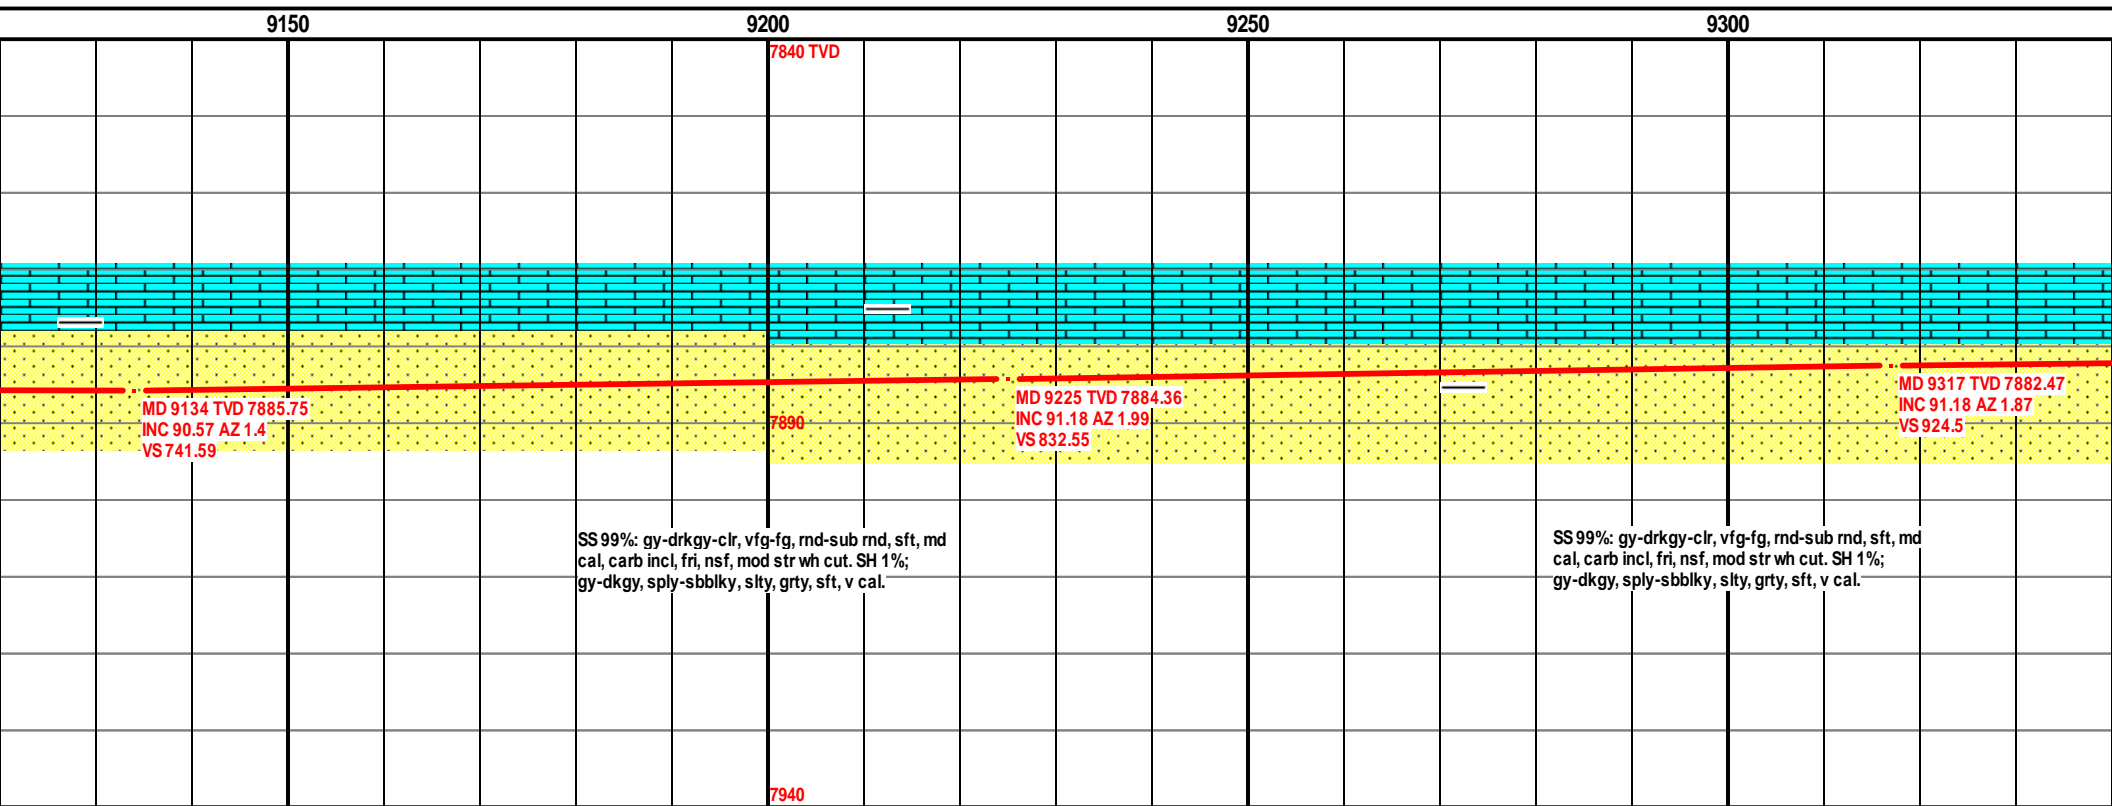 9150 9200 9250 9300
7840 TVD
MD 9134 TVD 7885.75
INC 90.57 AZ 1.4
VS 741.59
7890
MD 9225 TVD 7884.36
INC 91.18 AZ 1.99
VS 832.55
MD 9317 TVD 7882.47
INC 91.18 AZ 1.87
VS 924.5
SS 99%: gy-drkgy-clr, vfg-fg, rnd-sub rnd, sft, md
cal, carb incl, fri, nsf, mod str wh cut. SH 1%;
gy-dkgy, sply-sbblky, slty, grty, sft, v cal.
SS 99%: gy-drkgy-clr, vfg-fg, rnd-sub rnd, sft, md
cal, carb incl, fri, nsf, mod str wh cut. SH 1%;
gy-dkgy, sply-sbblky, slty, grty, sft, v cal.
7940